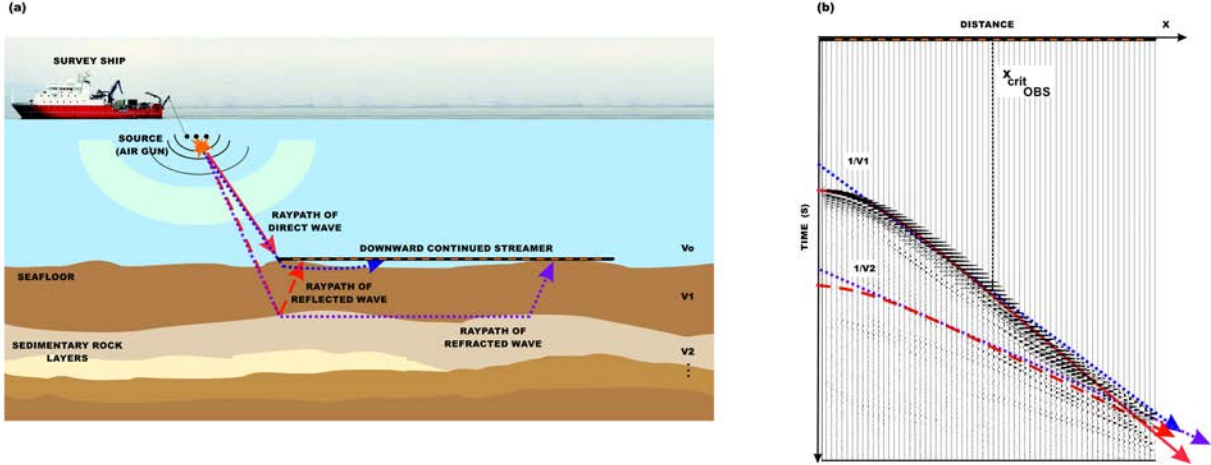 (a)
SURVEY SHIP
SOURCE
(AIR GUN)
RAYPATH OF
DIRECT WAVE
DOWNWARD CONTINUED STREAMER
Vo
SEAFLOOR
RAYPATH OF
REFLECTED WAVE
V1
RAYPATH OF
REFRACTED WAVE
SEDIMENTARY ROCK
LAYERS
V2
(b)
DISTANCE
X
xcrit
OBS
1/V1
TIME (S)
1/V2